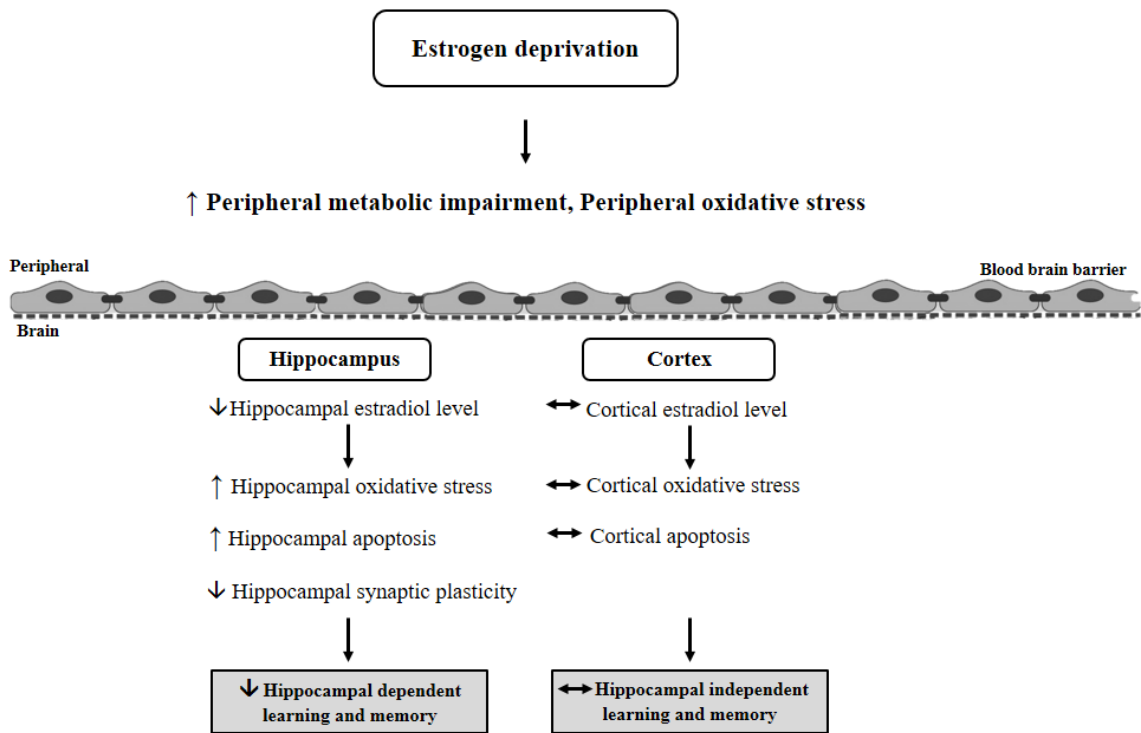 Estrogen deprivation
↑ Peripheral metabolic impairment, Peripheral oxidative stress
Peripheral
Blood brain barrier
Brain
Hippocampus
Cortex
↓ Hippocampal estradiol level
↔ Cortical estradiol level
↑ Hippocampal oxidative stress
↔ Cortical oxidative stress
↑ Hippocampal apoptosis
↔ Cortical apoptosis
↓ Hippocampal synaptic plasticity
↓ Hippocampal dependent
learning and memory
↔ Hippocampal independent
learning and memory